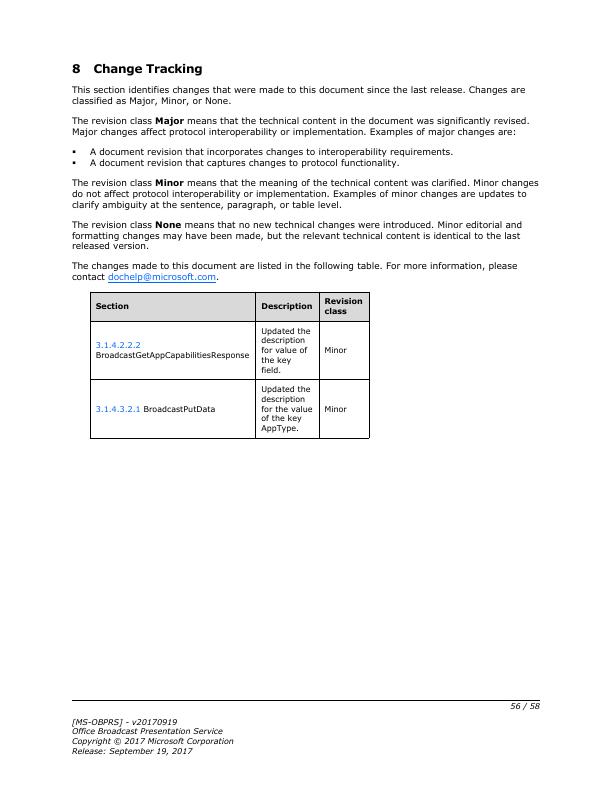 8 Change Tracking
This section identifies changes that were made to this document since the last release. Changes are
classified as Major, Minor, or None.
The revision class Major means that the technical content in the document was significantly revised.
Major changes affect protocol interoperability or implementation. Examples of major changes are:
▪ A document revision that incorporates changes to interoperability requirements.
▪ A document revision that captures changes to protocol functionality.
The revision class Minor means that the meaning of the technical content was clarified. Minor changes
do not affect protocol interoperability or implementation. Examples of minor changes are updates to
clarify ambiguity at the sentence, paragraph, or table level.
The revision class None means that no new technical changes were introduced. Minor editorial and
formatting changes may have been made, but the relevant technical content is identical to the last
released version.
The changes made to this document are listed in the following table. For more information, please
contact dochelp@microsoft.com.
Section
Description
Revision
class
3.1.4.2.2.2
BroadcastGetAppCapabilitiesResponse
Updated the
description
for value of
the key
field.
Minor
3.1.4.3.2.1 BroadcastPutData
Updated the
description
for the value
of the key
AppType.
Minor
56 / 58
[MS-OBPRS] - v20170919
Office Broadcast Presentation Service
Copyright © 2017 Microsoft Corporation
Release: September 19, 2017